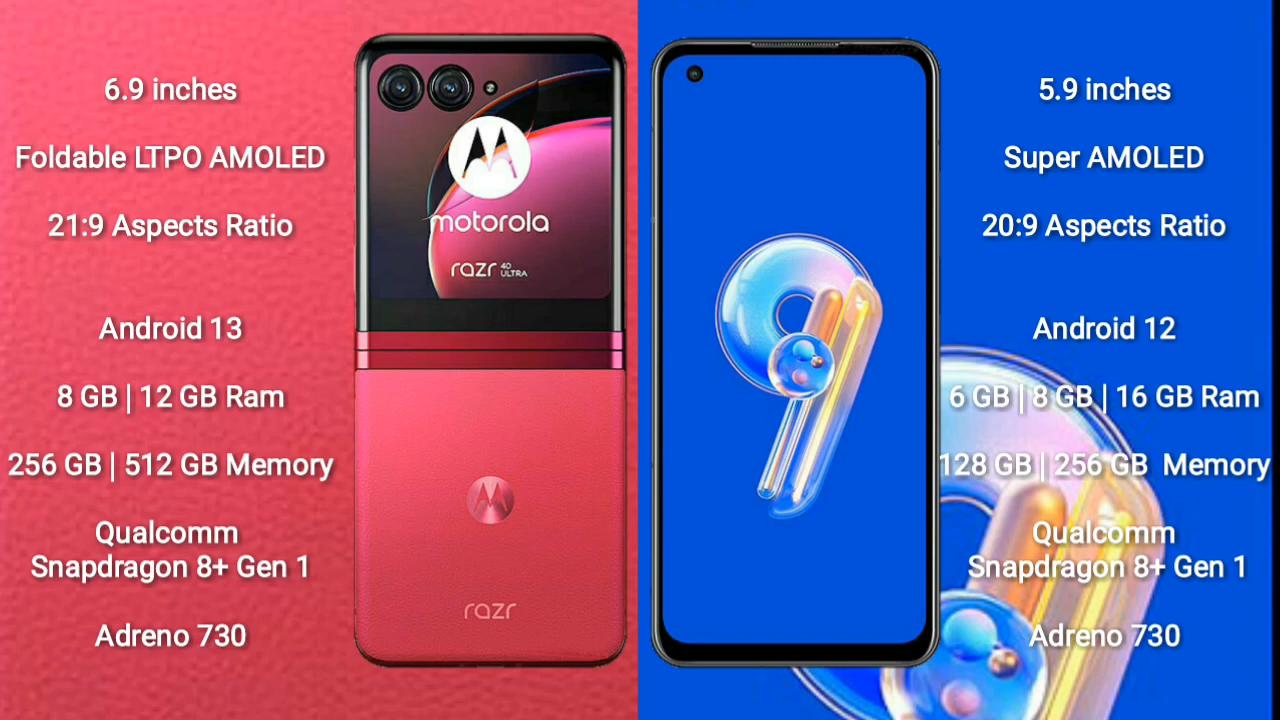 6.9 inches
Foldable LTPO AMOLED
21:9 Aspects Ratio
Android 13
8 GB | 12 GB Ram
256 GB | 512 GB Memory
Qualcomm
Snapdragon 8+ Gen 1
Adreno 730
motorola
razr 40 ULTRA
razr
9
5.9 inches
Super AMOLED
20:9 Aspects Ratio
Android 12
6 GB | 8 GB | 16 GB Ram
128 GB | 256 GB Memory
Qualcomm
Snapdragon 8+ Gen 1
Adreno 730